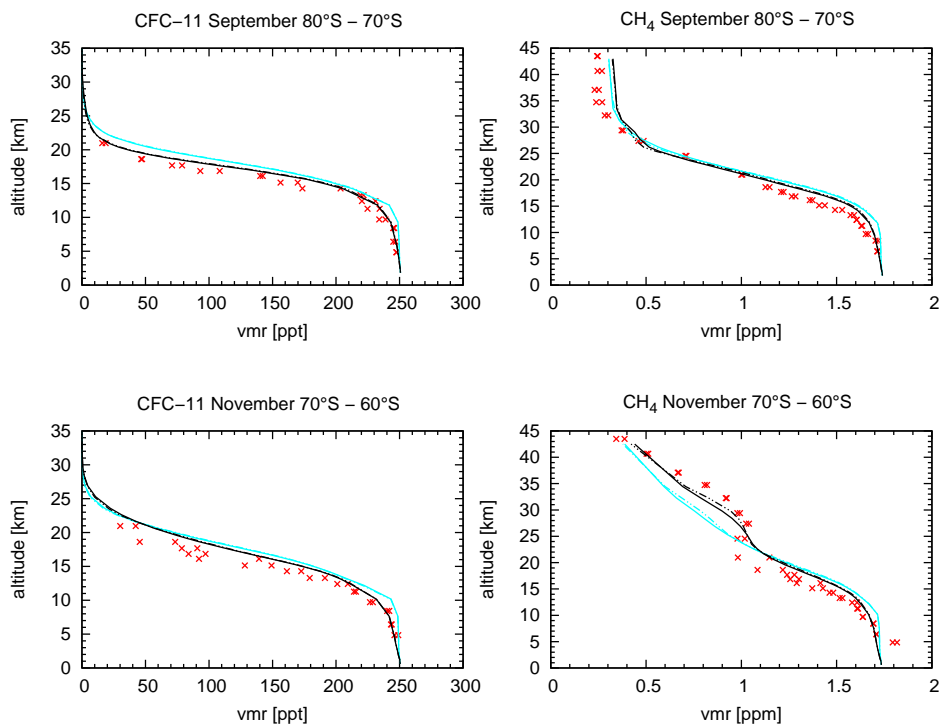 CFC−11 September 80°S − 70°S
altitude [km]
35
30
25
20
15
10
5
0
0 50 100 150 200 250 300
vmr [ppt]
CH4 September 80°S − 70°S
altitude [km]
45
40
35
30
25
20
15
10
5
0
0 0.5 1 1.5 2
vmr [ppm]
CFC−11 November 70°S − 60°S
altitude [km]
35
30
25
20
15
10
5
0
0 50 100 150 200 250 300
vmr [ppt]
CH4 November 70°S − 60°S
altitude [km]
45
40
35
30
25
20
15
10
5
0
0 0.5 1 1.5 2
vmr [ppm]